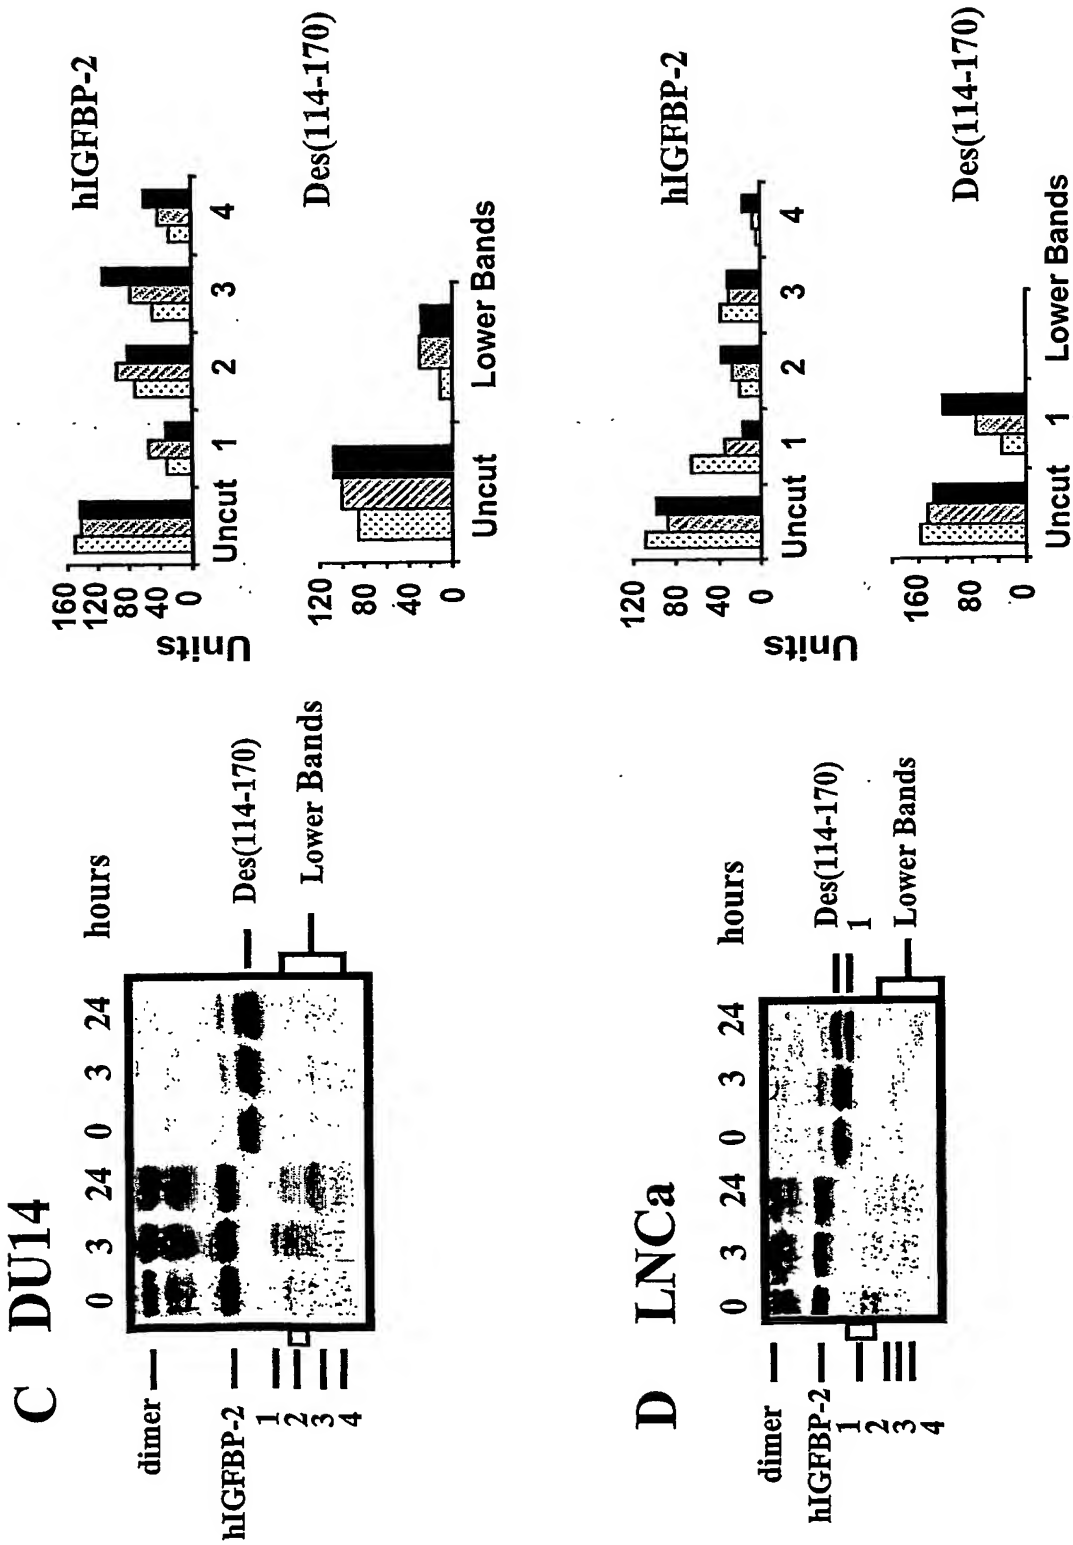 C DU14
0 3 24 0 3 24 hours
dimer
hIGFBP-2
1
2
3
4
Des(114-170)
Lower Bands
hIGFBP-2
Units
160
120
80
40
0
Uncut 1 2 3 4
Des(114-170)
120
80
40
0
Uncut Lower Bands
D LNCa
0 3 24 0 3 24 hours
dimer
hIGFBP-2
1
2
3
4
Des(114-170)
1
Lower Bands
hIGFBP-2
Units
120
80
40
0
Uncut 1 2 3 4
Des(114-170)
160
80
0
Uncut 1 Lower Bands